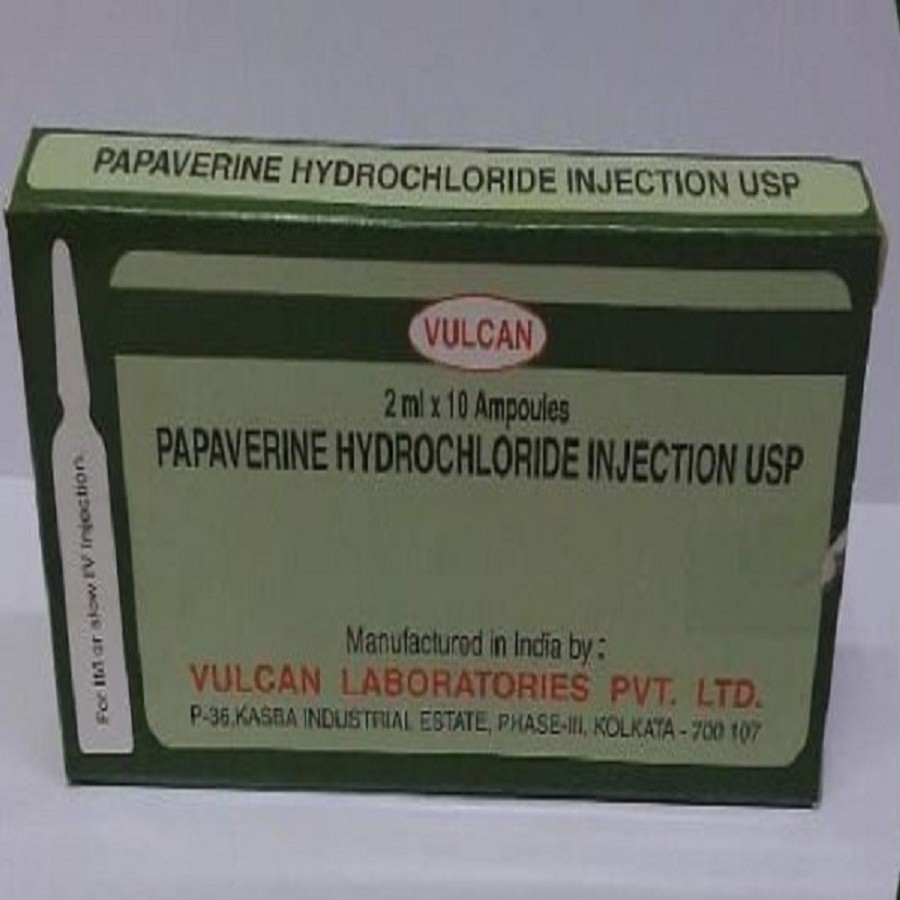 PAPAVERINE HYDROCHLORIDE INJECTION USP
VULCAN
2 ml x 10 Ampoules
PAPAVERINE HYDROCHLORIDE INJECTION USP
For IM or slow IV Injection.
Manufactured in India by :
VULCAN LABORATORIES PVT. LTD.
P-36, KASBA INDUSTRIAL ESTATE, PHASE-III, KOLKATA - 700 107